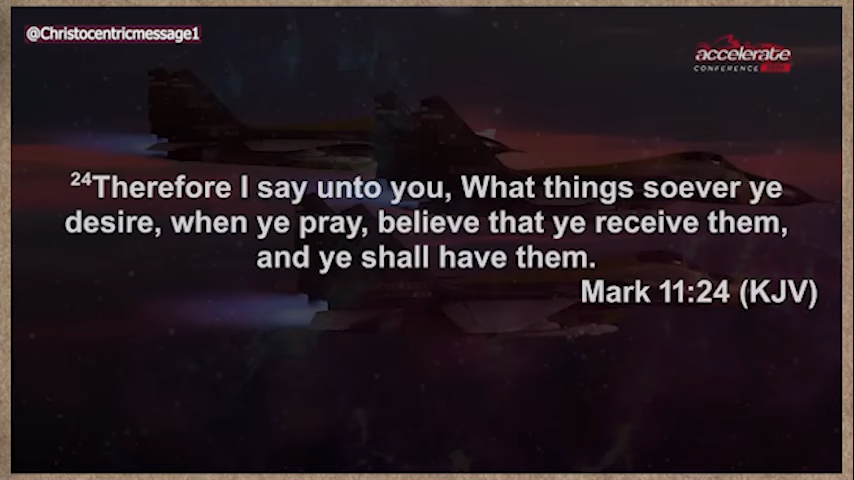 @Christocentricmessage1
accelerate
CONFERENCE
24Therefore I say unto you, What things soever ye
desire, when ye pray, believe that ye receive them,
and ye shall have them.
Mark 11:24 (KJV)